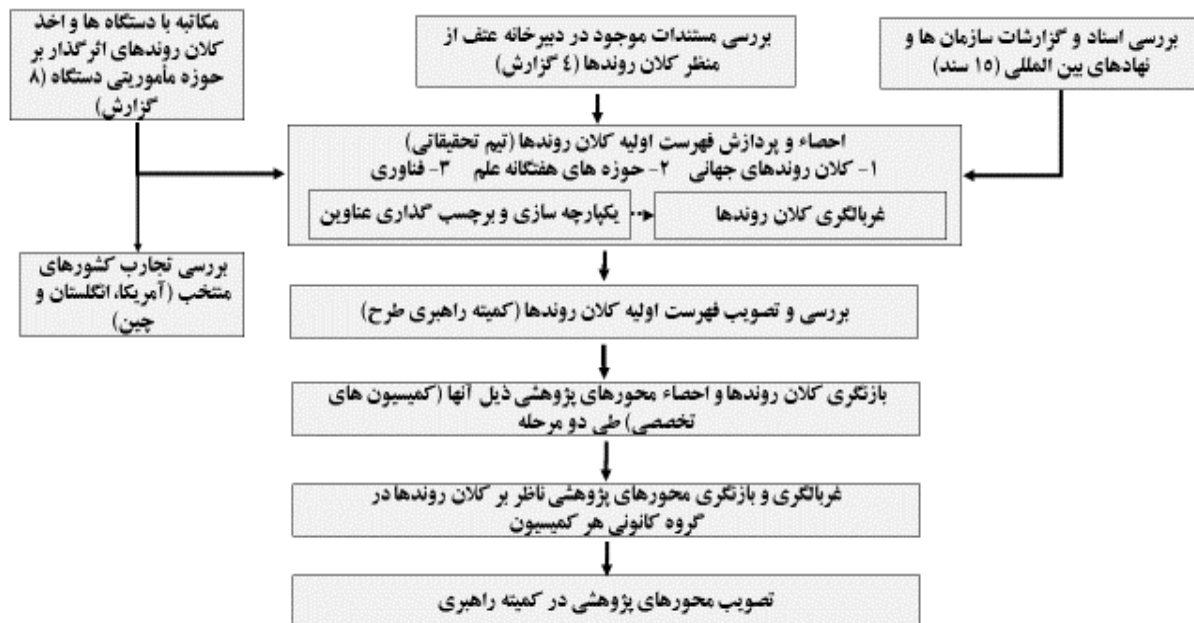 بررسی اسناد و گزارشات سازمان ها و
نهادهای بین المللی (۱۵ سند)
بررسی مستندات موجود در دبیرخانه عتف از
منظر کلان روندها (٤ گزارش)
مکاتبه با دستگاه ها و اخذ
کلان روندهای اثرگذار بر
حوزه مأموریتی دستگاه (۸
گزارش)
احصاء و پردازش فهرست اولیه کلان روندها (تیم تحقیقاتی)
۱- کلان روندهای جهانی ۲- حوزه های هفتگانه علم ۳- فناوری
یکپارچه سازی و برچسب گذاری عناوین
غربالگری کلان روندها
بررسی تجارب کشورهای
منتخب (آمریکا، انگلستان و
چین)
بررسی و تصویب فهرست اولیه کلان روندها (کمیته راهبری طرح)
بازنگری کلان روندها و احصاء محورهای پژوهشی ذیل آنها (کمیسیون های
تخصصی) طی دو مرحله
غربالگری و بازنگری محورهای پژوهشی ناظر بر کلان روندها در
گروه کانونی هر کمیسیون
تصویب محورهای پژوهشی در کمیته راهبری